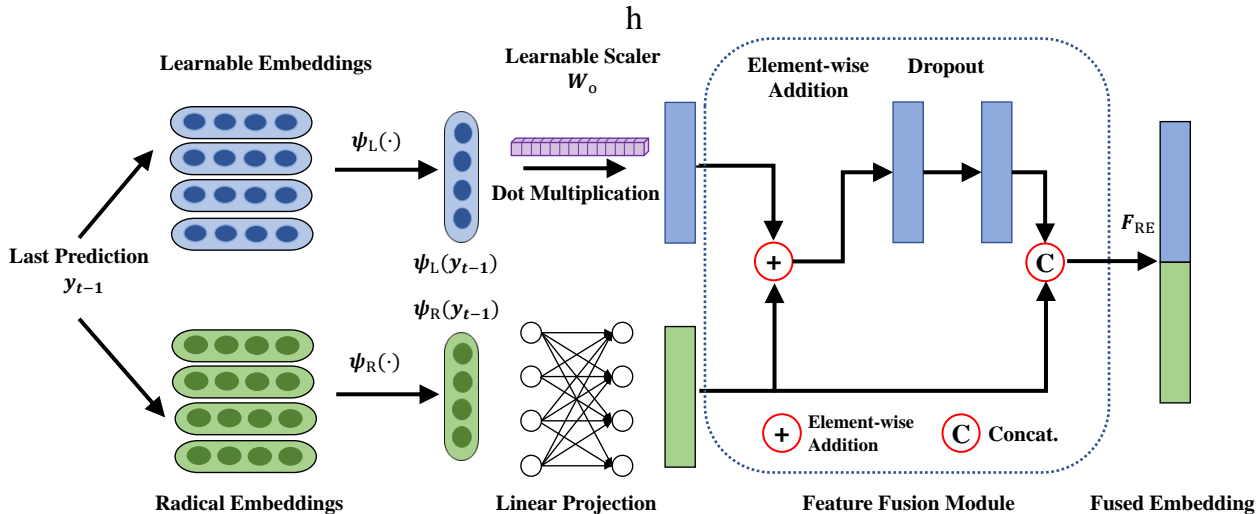 h
Learnable Embeddings
Learnable Scaler
W_o
Element-wise
Addition
Dropout
ψ_L(·)
Dot Multiplication
ψ_L(y_{t−1})
Last Prediction
y_{t−1}
+
C
F_RE
ψ_R(y_{t−1})
ψ_R(·)
+
Element-wise
Addition
C
Concat.
Radical Embeddings
Linear Projection
Feature Fusion Module
Fused Embedding